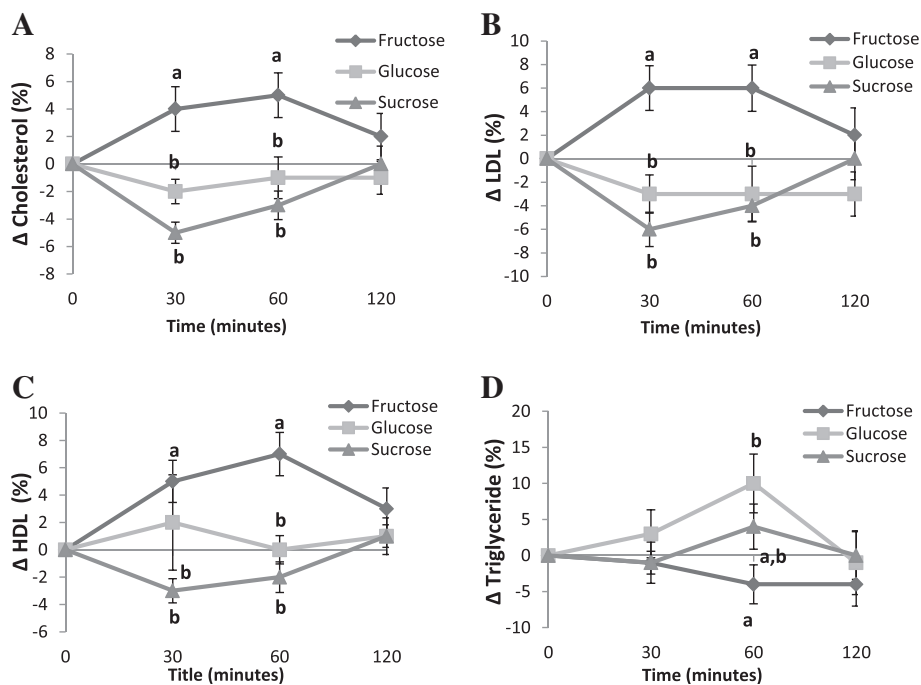 A
Fructose
Glucose
Sucrose
Δ Cholesterol (%)
8
6
4
2
0
-2
-4
-6
-8
a
a
b
b
b
b
0 30 60 120
Time (minutes)
B
Fructose
Glucose
Sucrose
Δ LDL (%)
10
8
6
4
2
0
-2
-4
-6
-8
-10
a
a
b
b
b
b
0 30 60 120
Time (minutes)
C
Fructose
Glucose
Sucrose
Δ HDL (%)
10
8
6
4
2
0
-2
-4
-6
a
a
b
b
b
b
0 30 60 120
Title (minutes)
D
Fructose
Glucose
Sucrose
Δ Triglyceride (%)
20
15
10
5
0
-5
-10
b
a,b
a
0 30 60 120
Time (minutes)